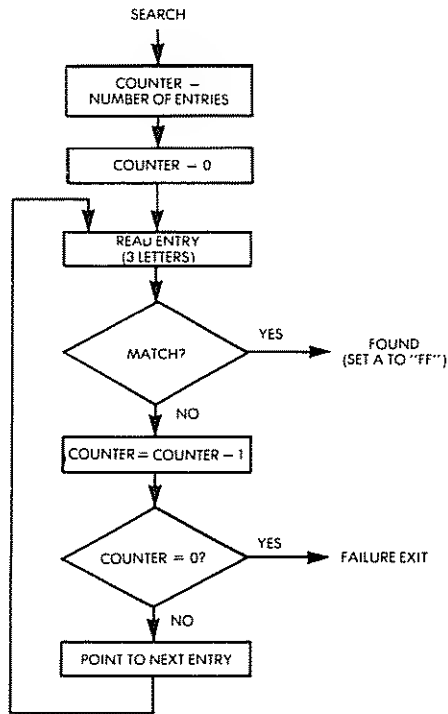 SEARCH
COUNTER –
NUMBER OF ENTRIES
COUNTER – 0
READ ENTRY
(3 LETTERS)
MATCH?
YES
FOUND
(SET A TO "FF")
NO
COUNTER = COUNTER – 1
COUNTER = 0?
YES
FAILURE EXIT
NO
POINT TO NEXT ENTRY